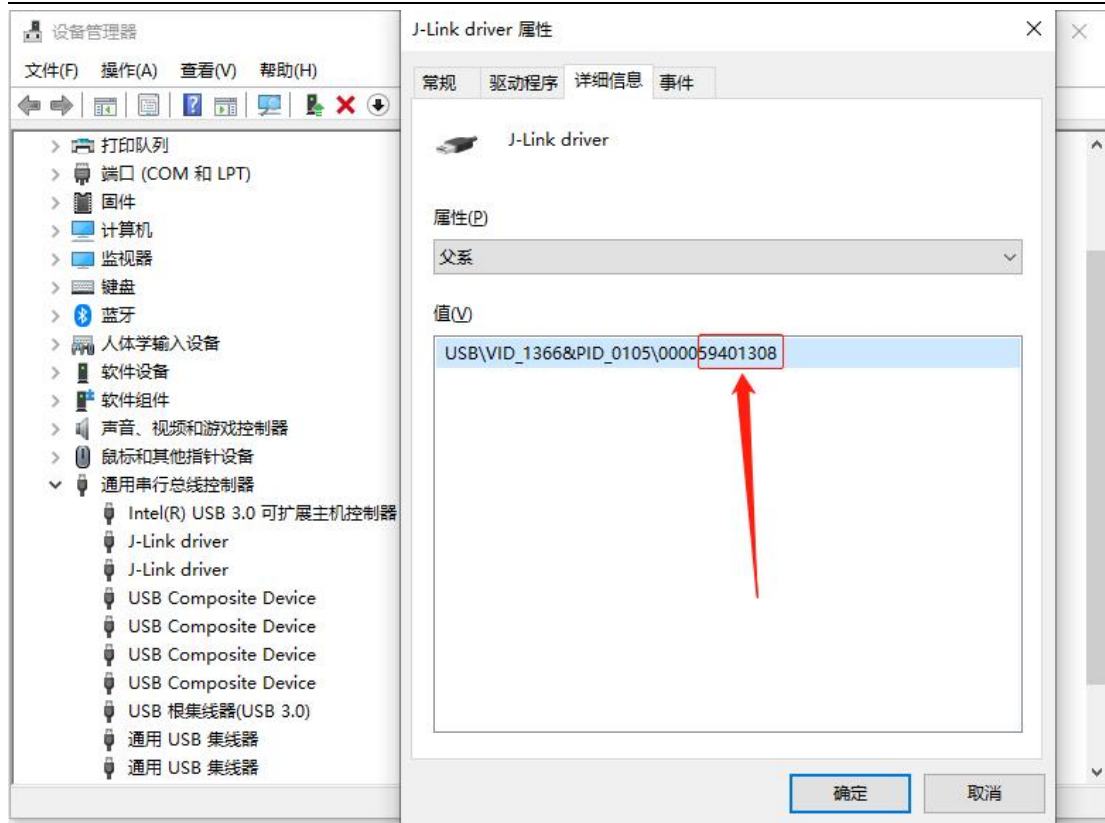 设备管理器
文件(F) 操作(A) 查看(V) 帮助(H)
打印队列
端口 (COM 和 LPT)
固件
计算机
监视器
键盘
蓝牙
人体学输入设备
软件设备
软件组件
声音、视频和游戏控制器
鼠标和其他指针设备
通用串行总线控制器
Intel(R) USB 3.0 可扩展主机控制器
J-Link driver
J-Link driver
USB Composite Device
USB Composite Device
USB Composite Device
USB Composite Device
USB 根集线器(USB 3.0)
通用 USB 集线器
通用 USB 集线器
J-Link driver 属性
常规 驱动程序 详细信息 事件
J-Link driver
属性(P)
父系
值(V)
USB\VID_1366&PID_0105\000059401308
确定 取消